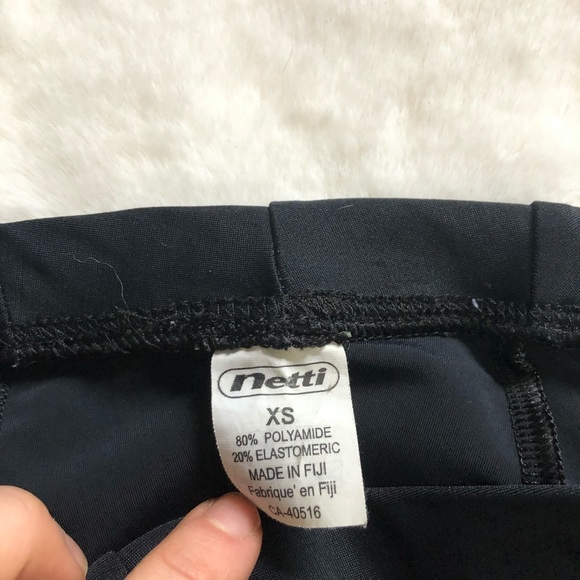 netti
XS
80% POLYAMIDE
20% ELASTOMERIC
MADE IN FIJI
Fabrique' en Fiji
CA-40516